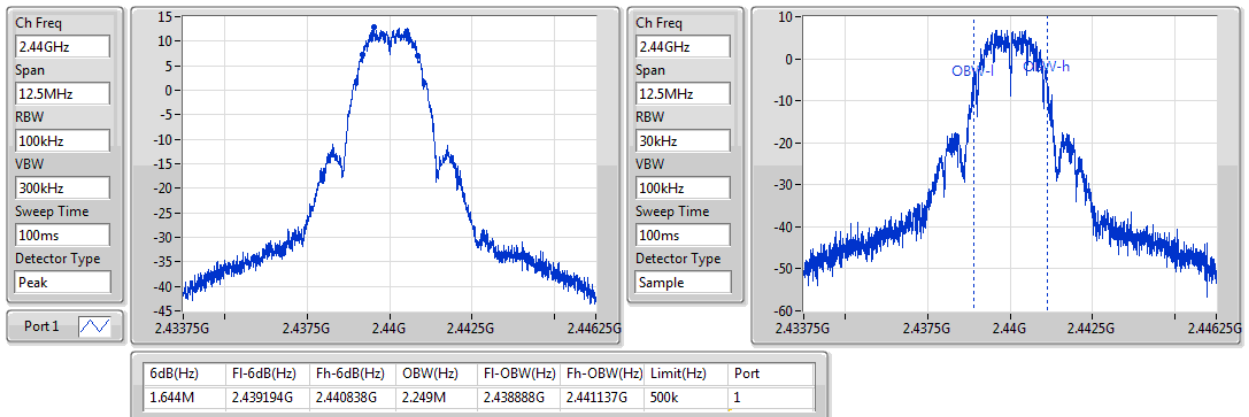 Ch Freq
2.44GHz
Span
12.5MHz
RBW
100kHz
VBW
300kHz
Sweep Time
100ms
Detector Type
Peak
Port 1
15
10
5
0
-5
-10
-15
-20
-25
-30
-35
-40
-45
2.43375G 2.4375G 2.44G 2.4425G 2.44625G
Ch Freq
2.44GHz
Span
12.5MHz
RBW
30kHz
VBW
100kHz
Sweep Time
100ms
Detector Type
Sample
10
0
-10
-20
-30
-40
-50
-60
OBW-l OBW-h
2.43375G 2.4375G 2.44G 2.4425G 2.44625G
6dB(Hz) Fl-6dB(Hz) Fh-6dB(Hz) OBW(Hz) Fl-OBW(Hz) Fh-OBW(Hz) Limit(Hz) Port
1.644M 2.439194G 2.440838G 2.249M 2.438888G 2.441137G 500k 1